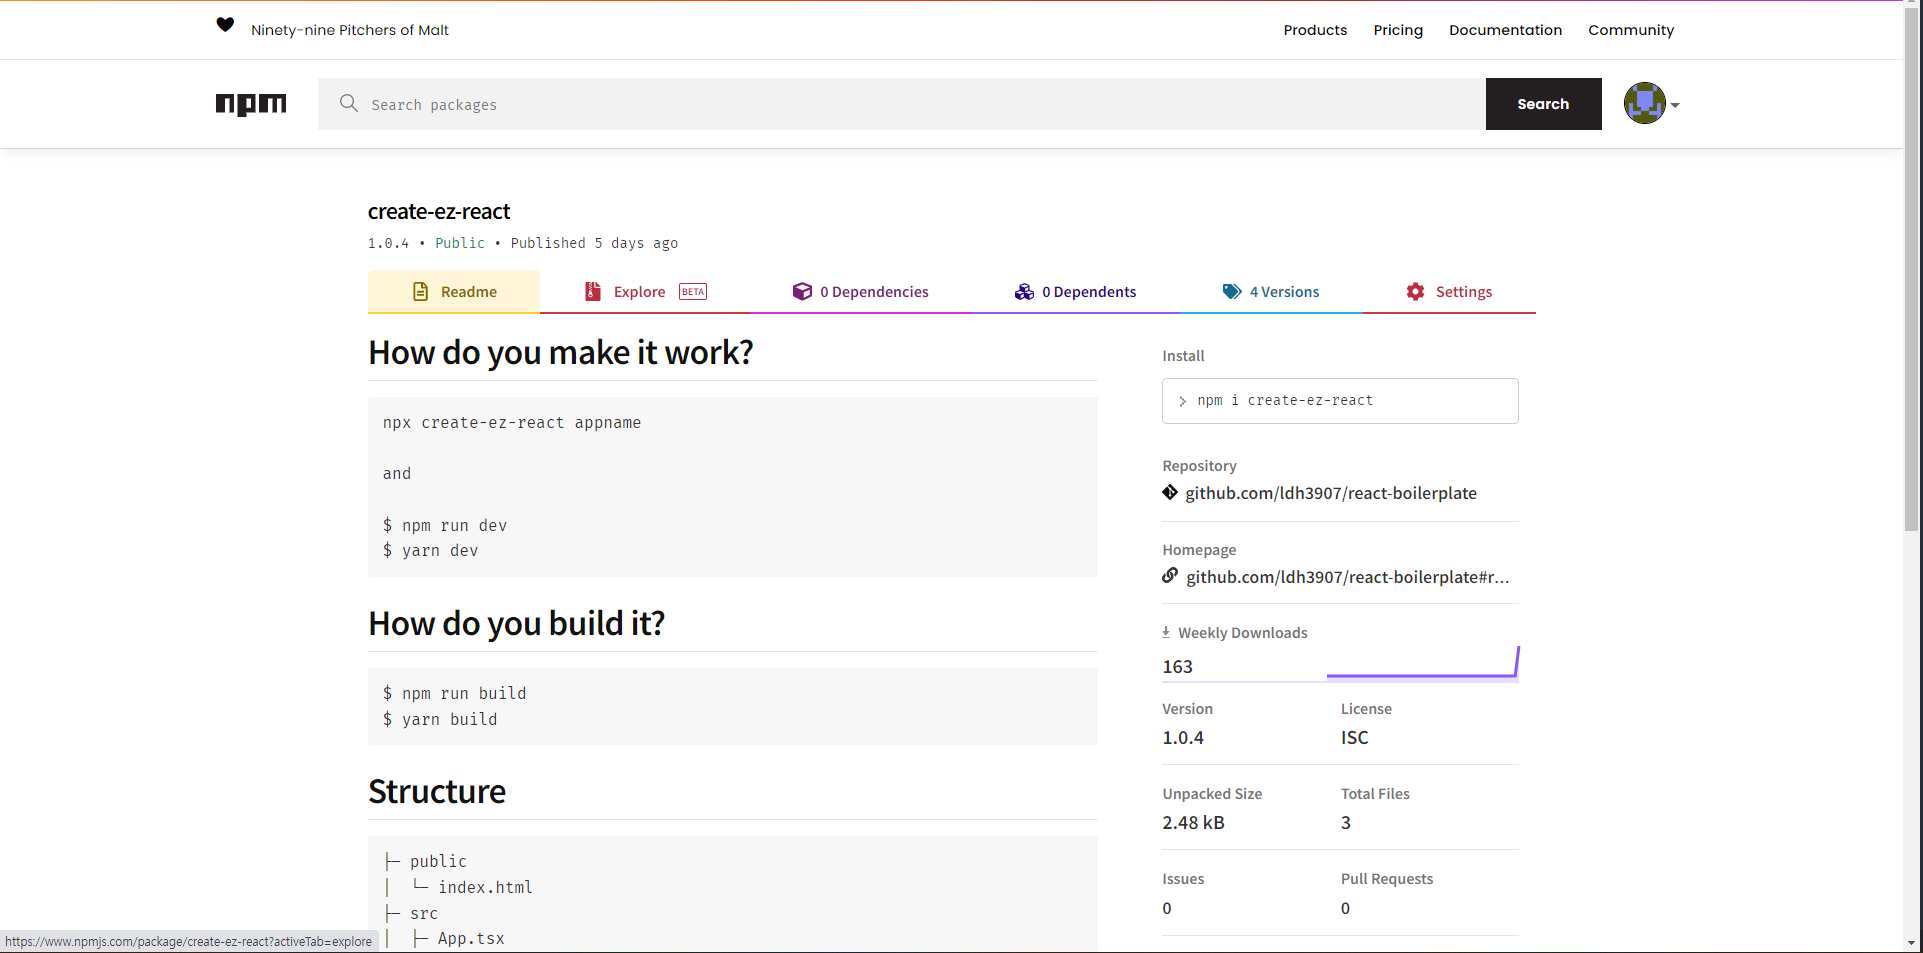 Ninety-nine Pitchers of Malt
Products Pricing Documentation Community
npm
Search packages
Search
create-ez-react
1.0.4 • Public • Published 5 days ago
Readme
Explore BETA
0 Dependencies
0 Dependents
4 Versions
Settings
How do you make it work?
npx create-ez-react appname
and
$ npm run dev
$ yarn dev
How do you build it?
$ npm run build
$ yarn build
Structure
├─ public
│  └─ index.html
├─ src
│  ├─ App.tsx
Install
> npm i create-ez-react
Repository
github.com/ldh3907/react-boilerplate
Homepage
github.com/ldh3907/react-boilerplate#r...
Weekly Downloads
163
Version License
1.0.4 ISC
Unpacked Size Total Files
2.48 kB 3
Issues Pull Requests
0 0
https://www.npmjs.com/package/create-ez-react?activeTab=explore